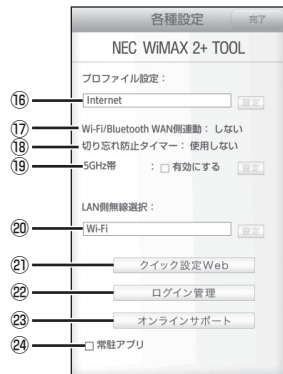 各種設定 完了
NEC WiMAX 2+ TOOL
プロファイル設定：
⑯ Internet 設定
⑰ Wi-Fi/Bluetooth WAN側連動： しない
⑱ 切り忘れ防止タイマー： 使用しない
⑲ 5GHz帯 ： 有効にする 設定
LAN側無線選択：
⑳ Wi-Fi 設定
㉑ クイック設定Web
㉒ ログイン管理
㉓ オンラインサポート
㉔ 常駐アプリ